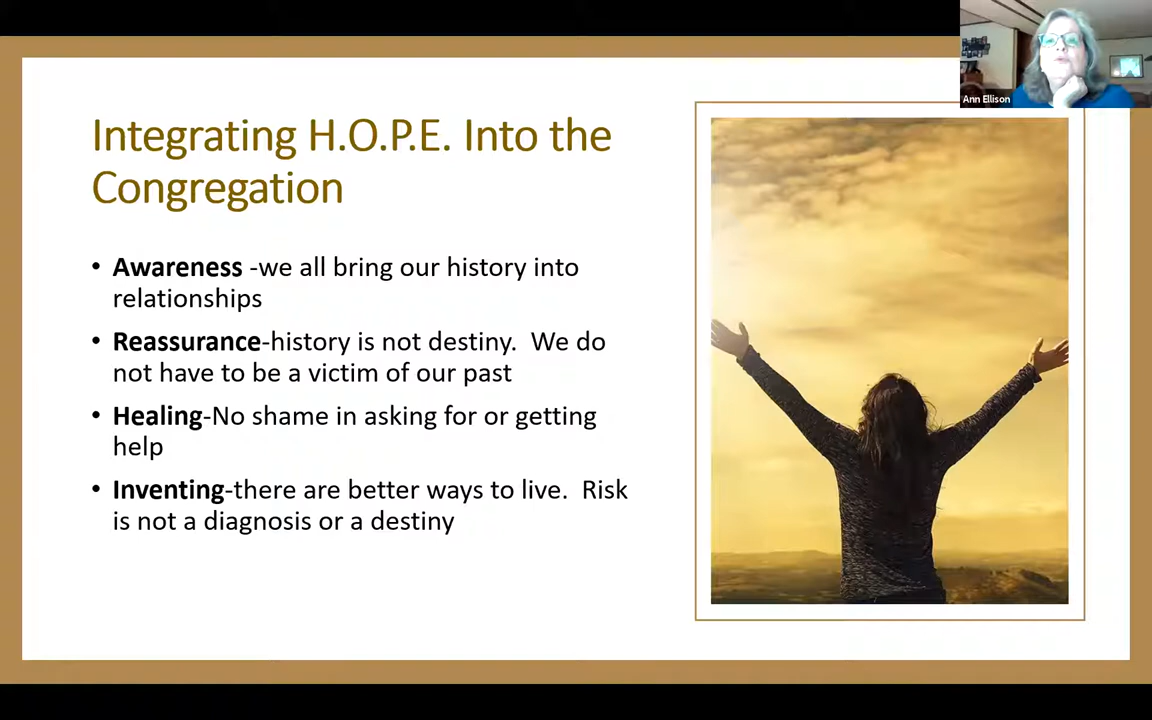 Ann Ellison
Integrating H.O.P.E. Into the
Congregation
• Awareness -we all bring our history into
relationships
• Reassurance-history is not destiny.  We do
not have to be a victim of our past
• Healing-No shame in asking for or getting
help
• Inventing-there are better ways to live.  Risk
is not a diagnosis or a destiny